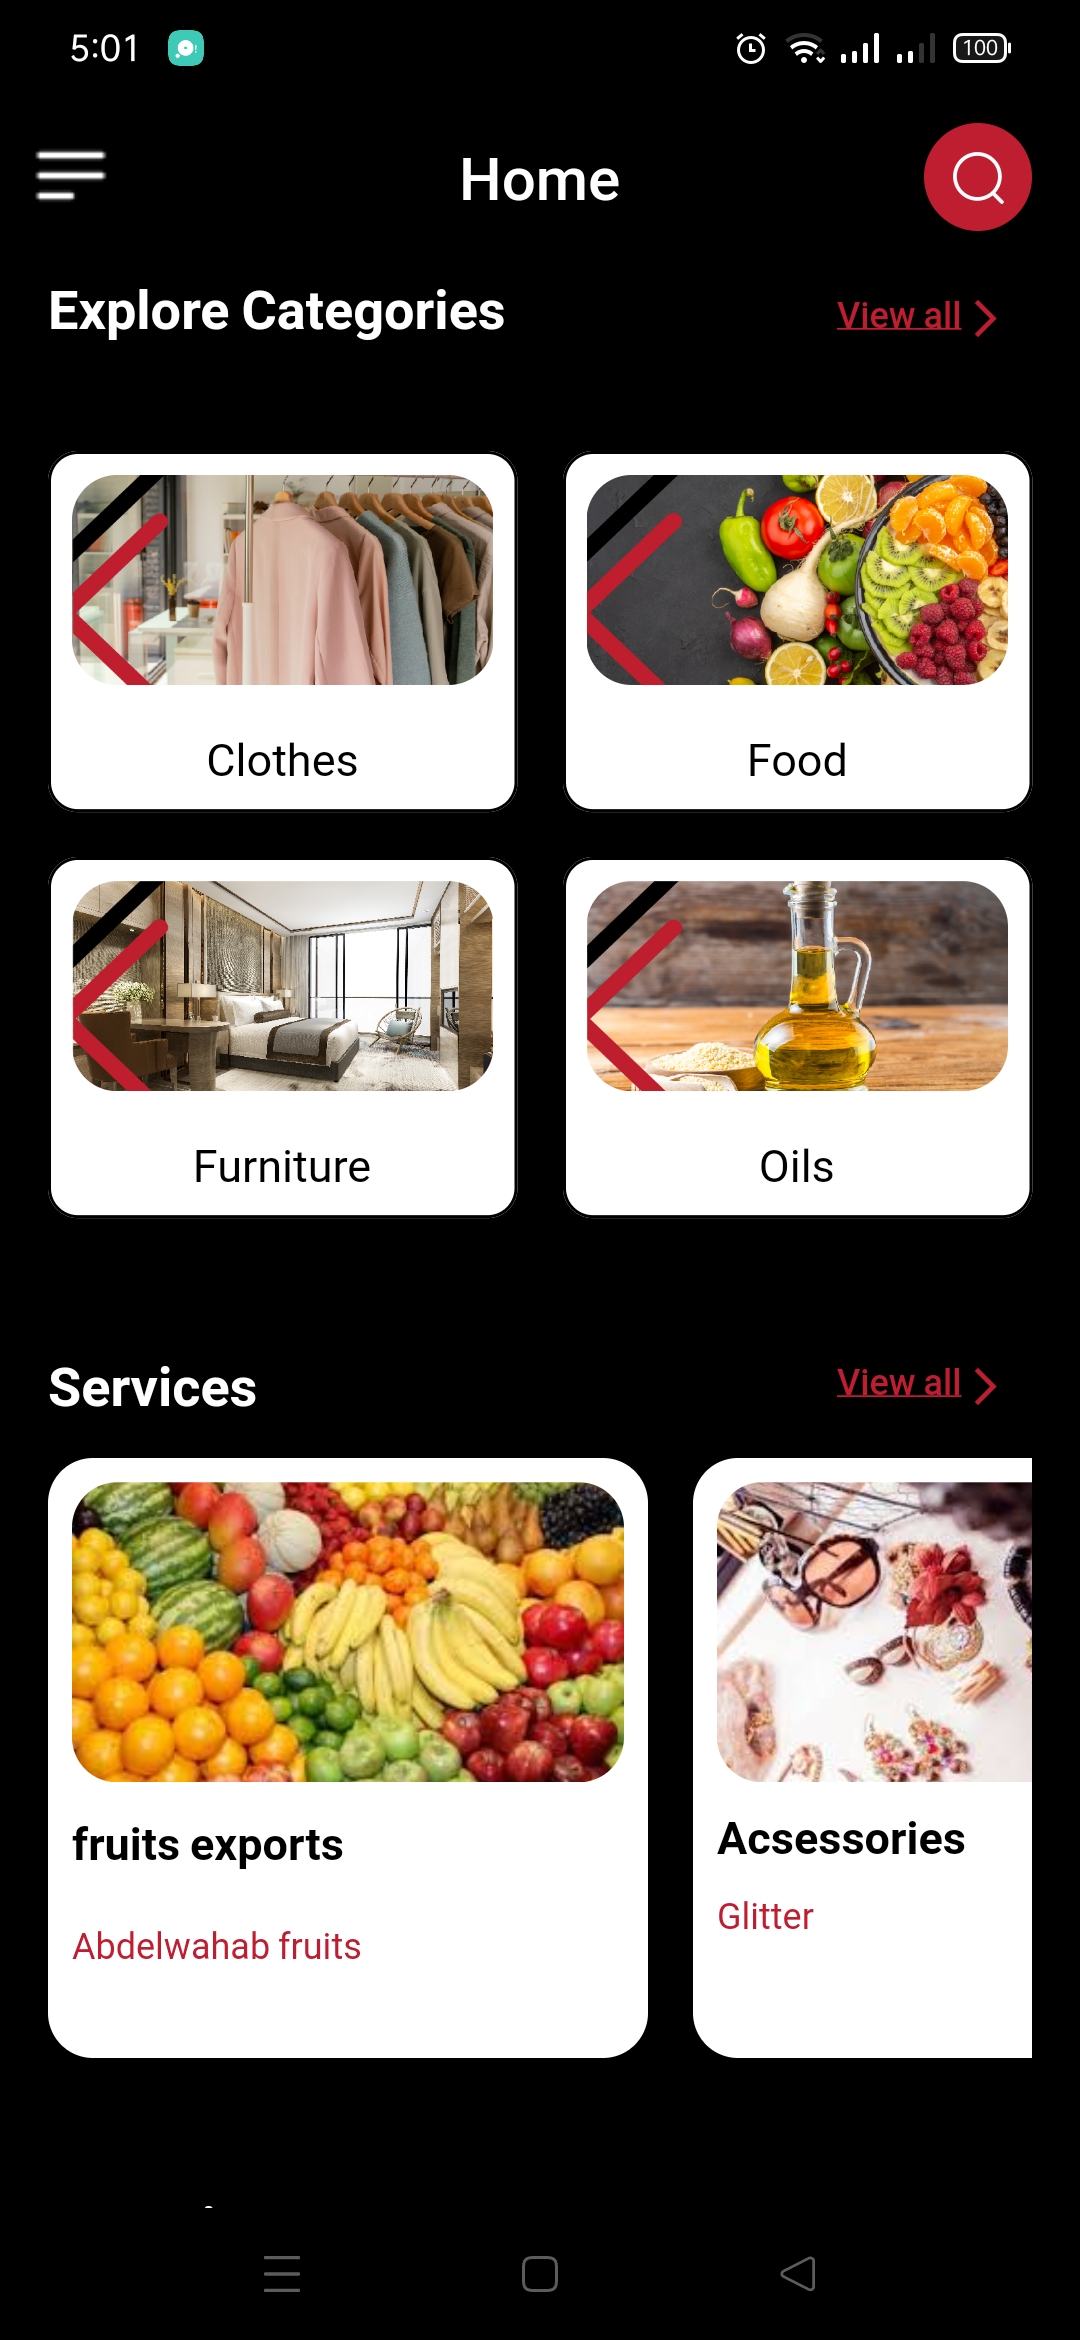 5:01
100
Home
Explore Categories
View all
Clothes
Food
Furniture
Oils
Services
View all
fruits exports
Acsessories
Abdelwahab fruits
Glitter